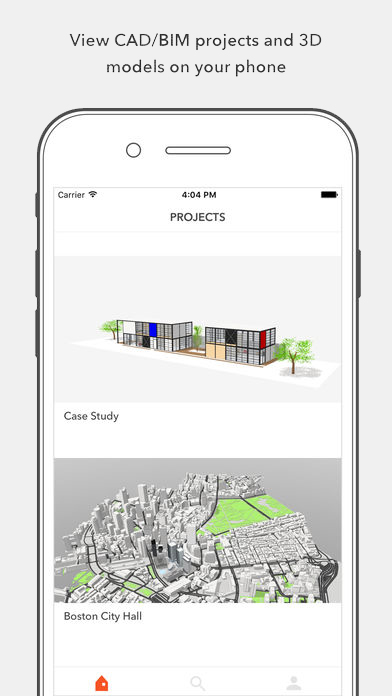 View CAD/BIM projects and 3D
models on your phone
Carrier 4:04 PM
PROJECTS
Case Study
Boston City Hall